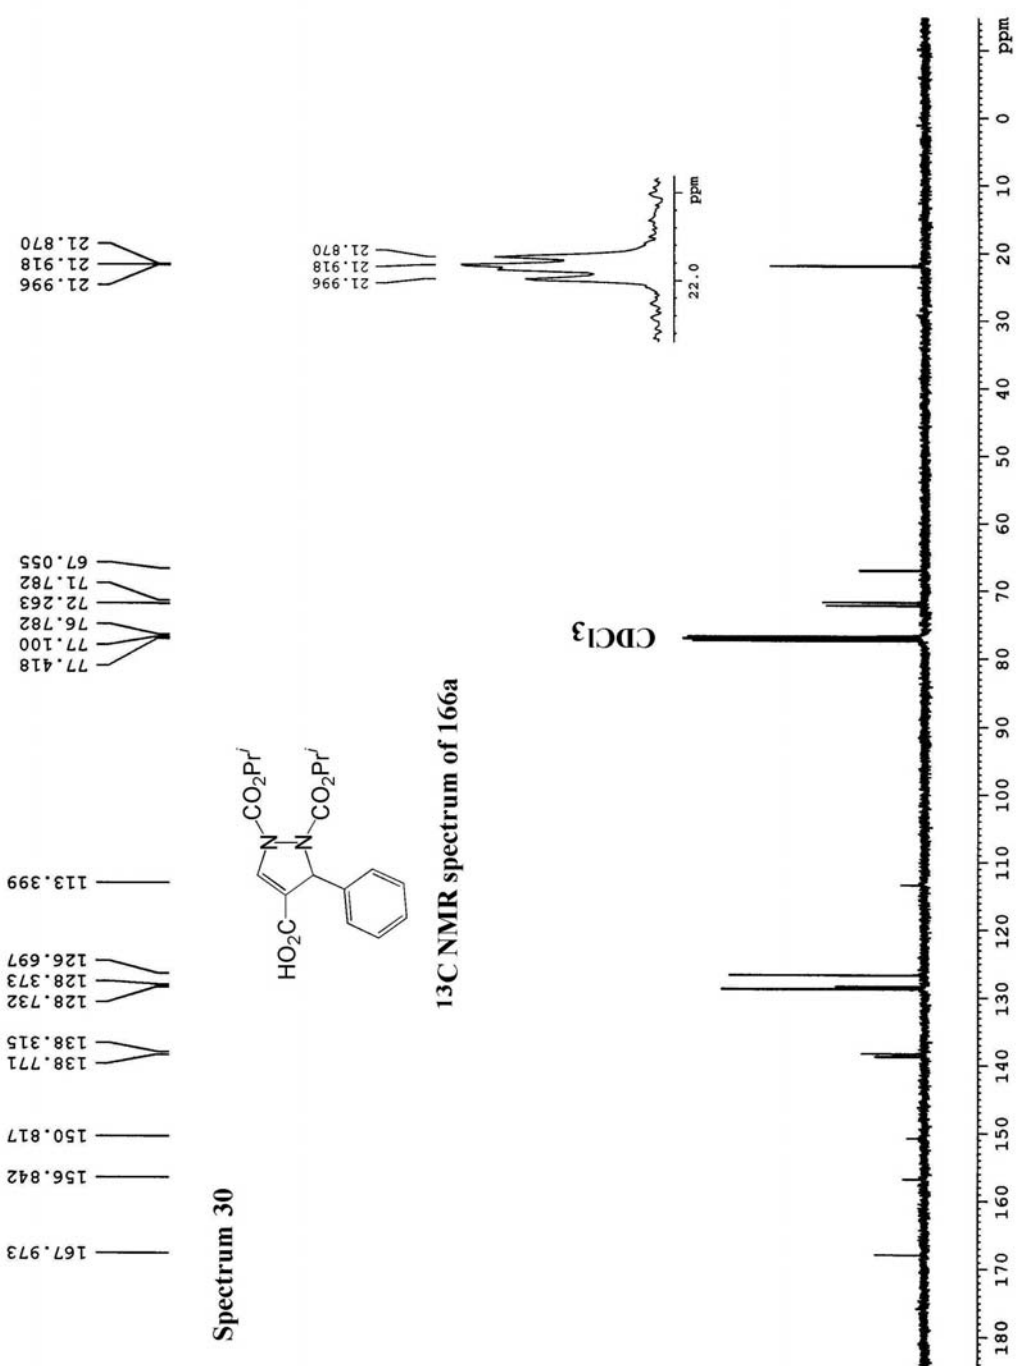 Spectrum 30
167.973
156.842
150.817
138.771
138.315
128.732
128.373
126.697
113.399
77.418
77.100
76.782
72.263
71.782
67.055
21.996
21.918
21.870
HO₂C
N
N
CO₂Prⁱ
CO₂Prⁱ
13C NMR spectrum of 166a
21.996
21.918
21.870
22.0 ppm
CDCl₃
180 170 160 150 140 130 120 110 100 90 80 70 60 50 40 30 20 10 0 ppm